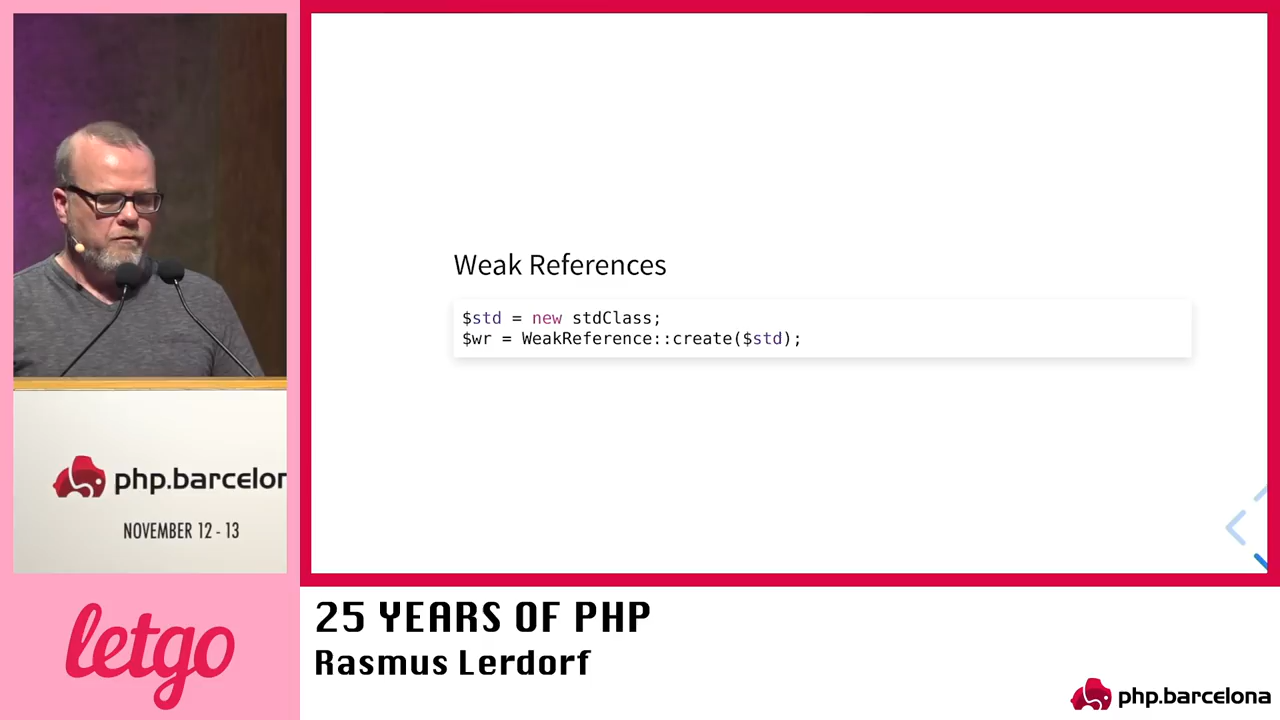 Weak References
$std = new stdClass;
$wr = WeakReference::create($std);
php.barcelon
NOVEMBER 12 - 13
letgo
25 YEARS OF PHP
Rasmus Lerdorf
php.barcelona